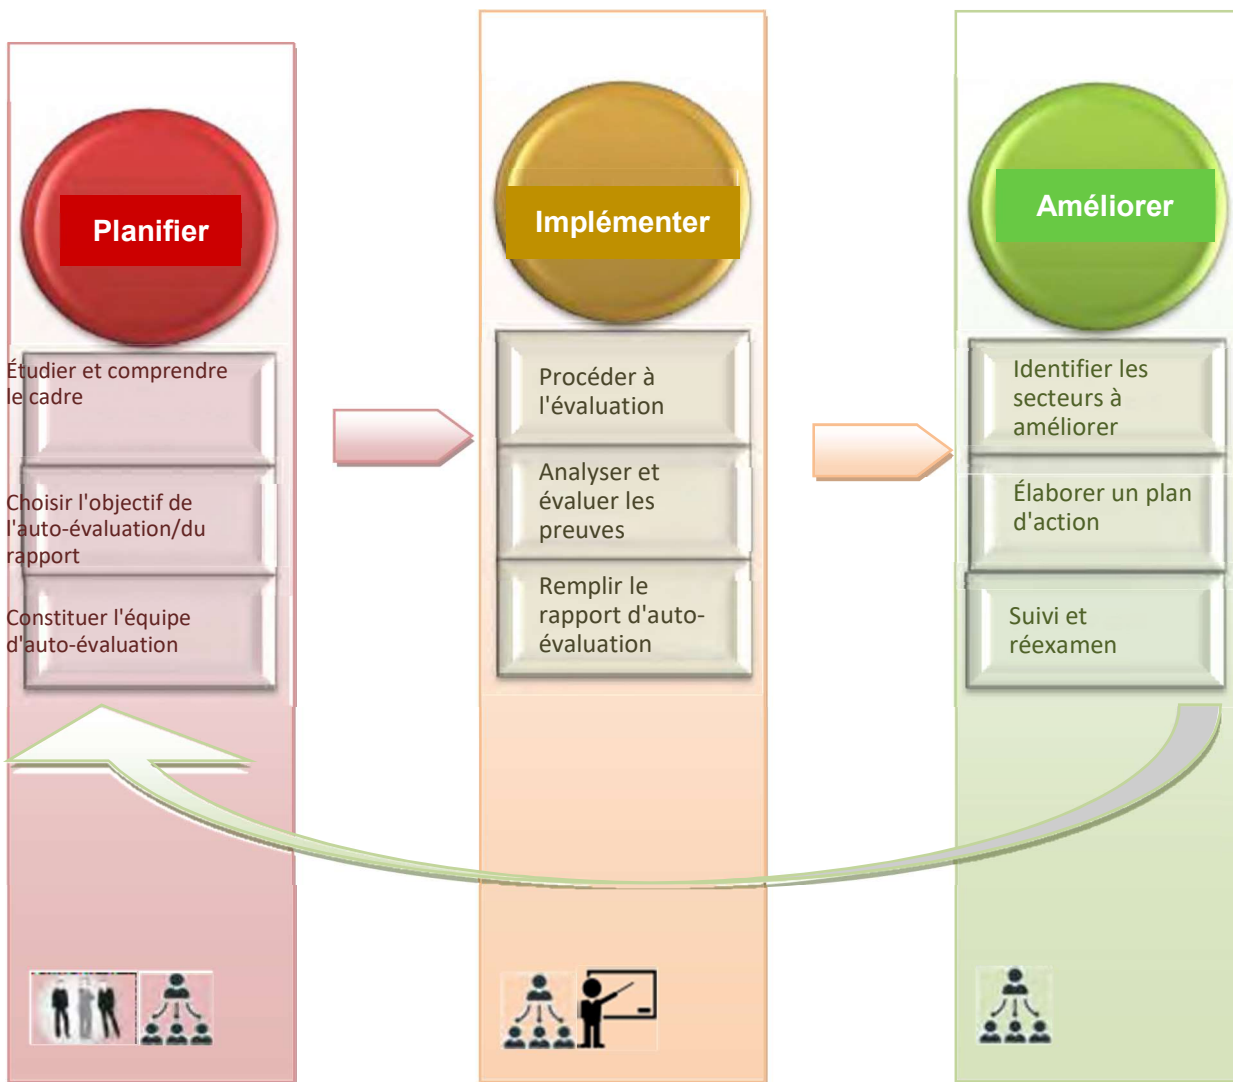 Planifier
Étudier et comprendre
le cadre
Choisir l'objectif de
l'auto-évaluation/du
rapport
Constituer l'équipe
d'auto-évaluation
Implémenter
Procéder à
l'évaluation
Analyser et
évaluer les
preuves
Remplir le
rapport d'auto-
évaluation
Améliorer
Identifier les
secteurs à
améliorer
Élaborer un plan
d'action
Suivi et
réexamen